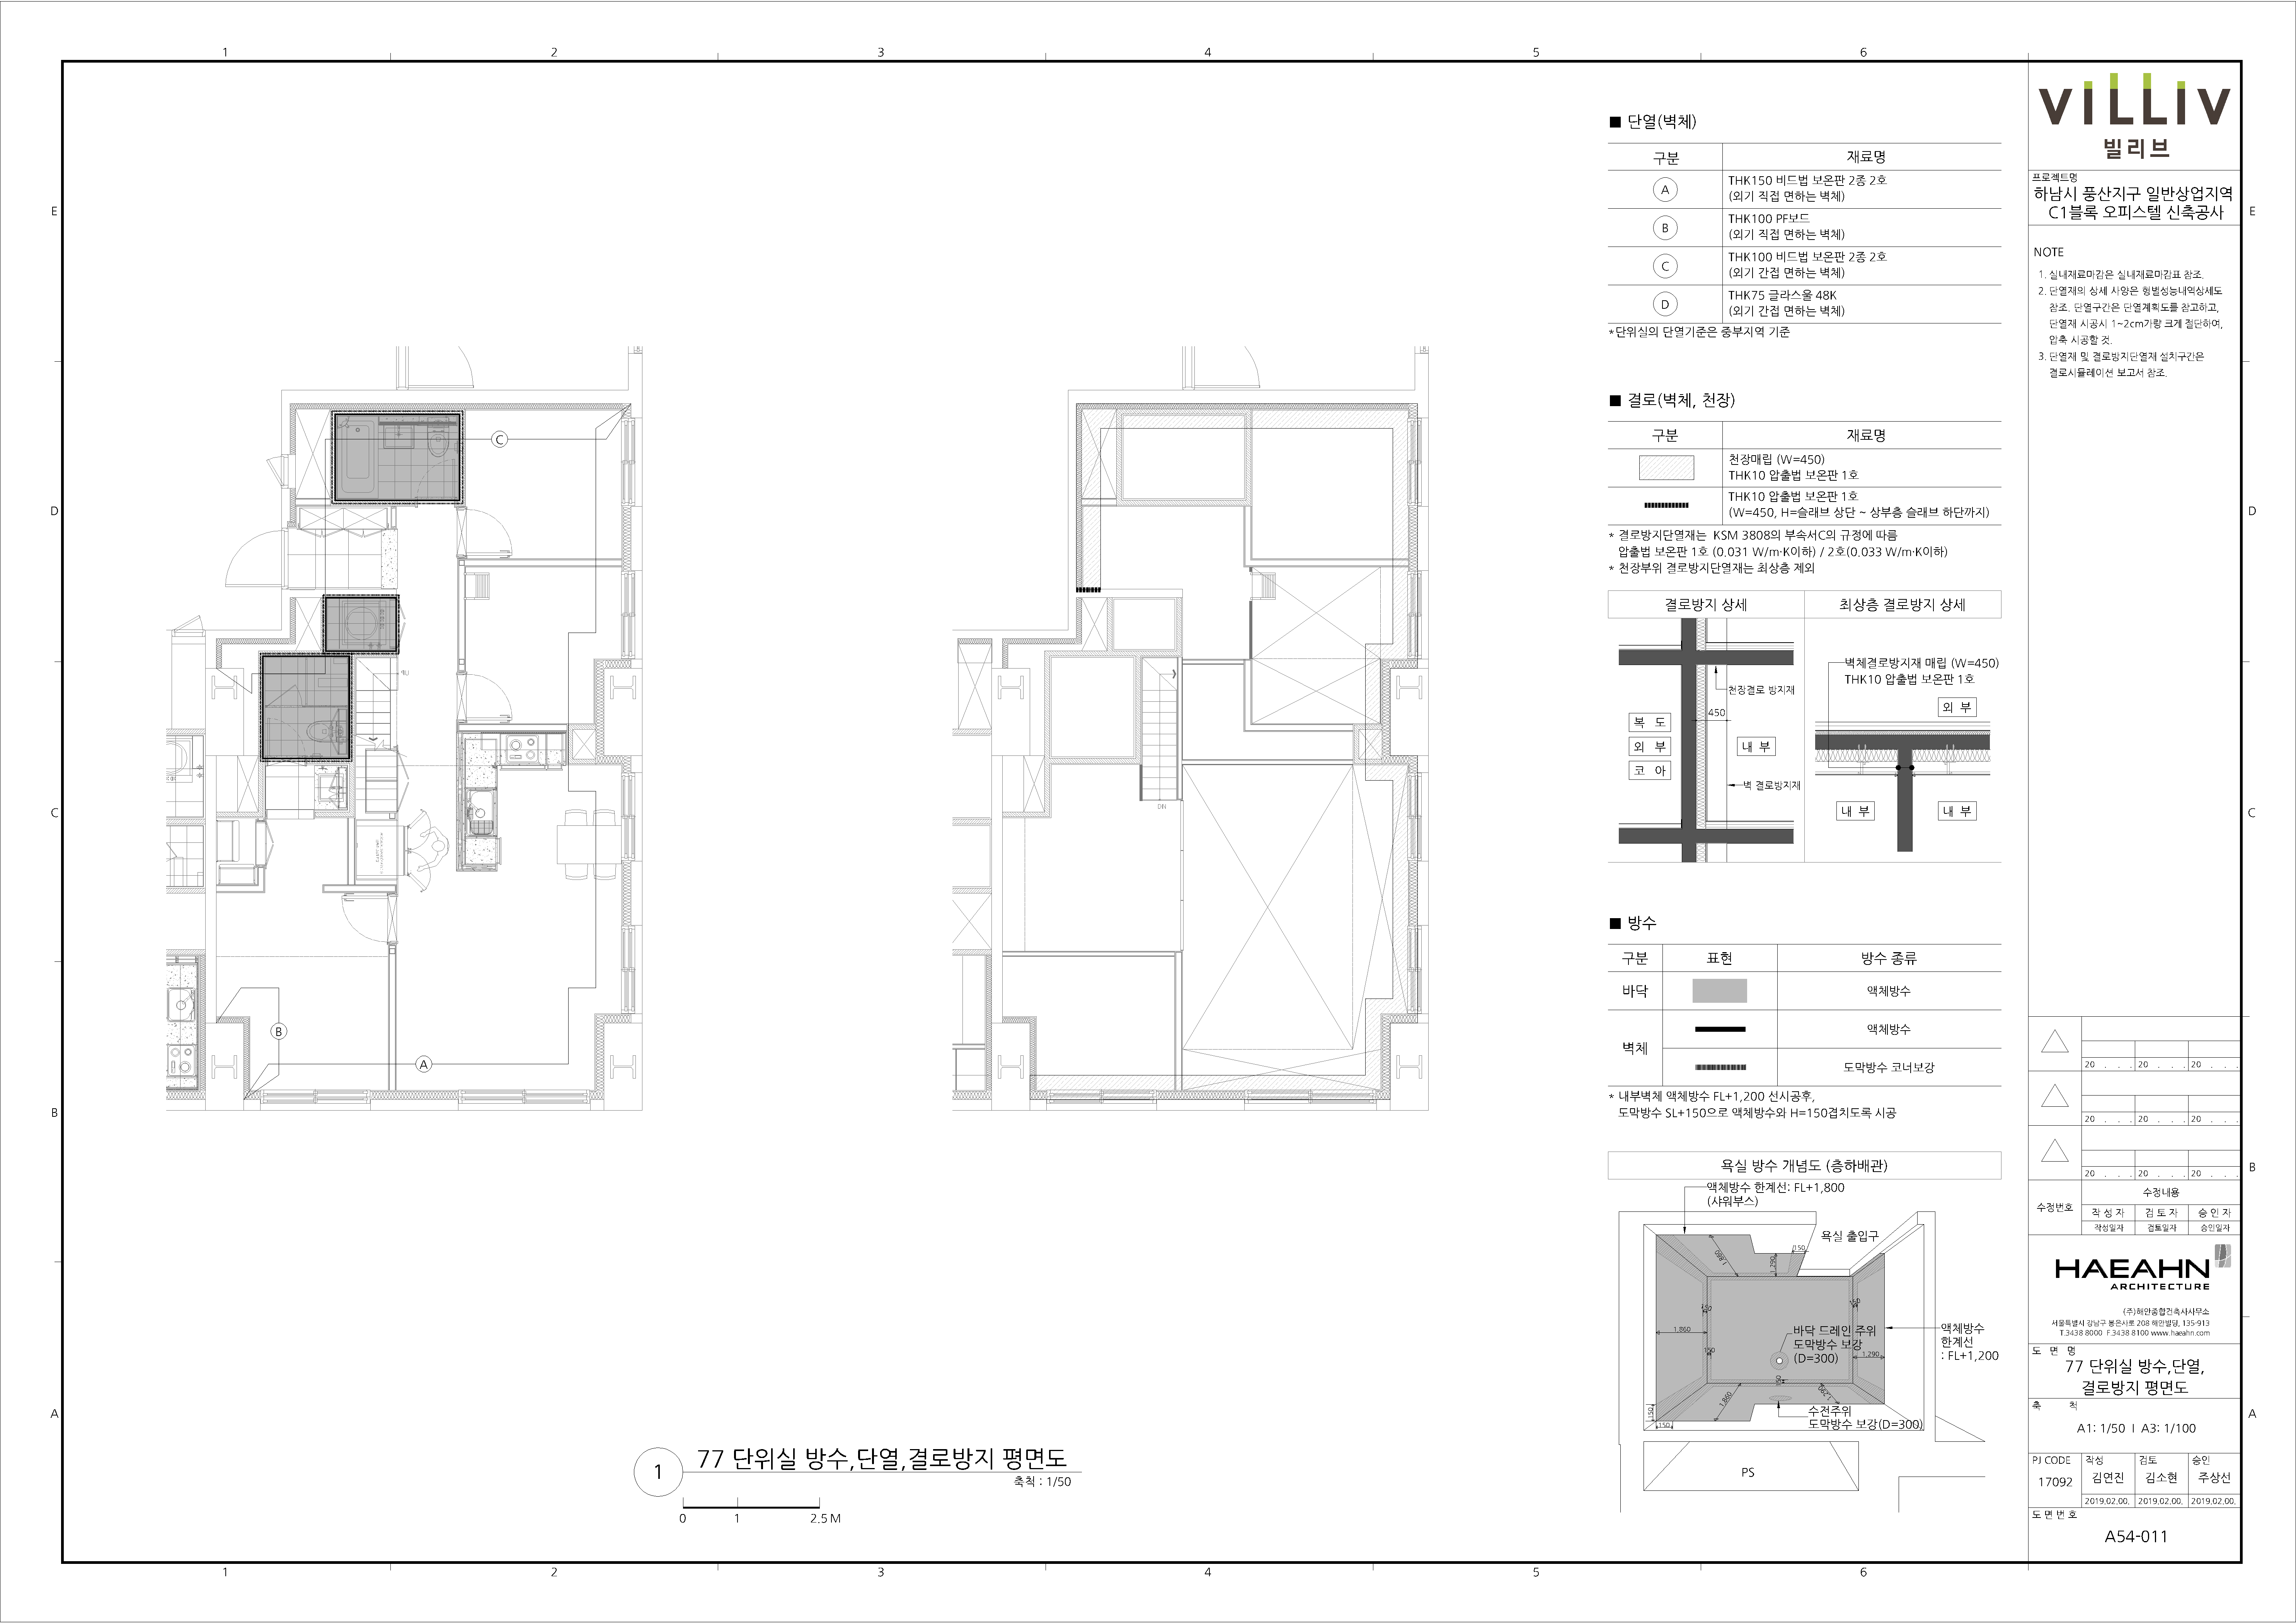 1 2 3 4 5 6
E
D
C
B
A
C
B
A
UP
DN
■ 단열(벽체)
구분 재료명
A THK150 비드법 보온판 2종 2호
(외기 직접 면하는 벽체)
B THK100 PF보드
(외기 직접 면하는 벽체)
C THK100 비드법 보온판 2종 2호
(외기 간접 면하는 벽체)
D THK75 글라스울 48K
(외기 간접 면하는 벽체)
*단위실의 단열기준은 중부지역 기준
■ 결로(벽체, 천장)
구분 재료명
천장매립 (W=450)
THK10 압출법 보온판 1호
THK10 압출법 보온판 1호
(W=450, H=슬래브 상단 ~ 상부층 슬래브 하단까지)
* 결로방지단열재는 KSM 3808의 부속서C의 규정에 따름
압출법 보온판 1호 (0.031 W/m·K이하) / 2호(0.033 W/m·K이하)
* 천장부위 결로방지단열재는 최상층 제외
결로방지 상세 최상층 결로방지 상세
천장결로 방지재
450
복 도
외 부
코 아
내 부
벽 결로방지재
벽체결로방지재 매립 (W=450)
THK10 압출법 보온판 1호
외 부
내 부 내 부
■ 방수
구분 표현 방수 종류
바닥 액체방수
벽체 액체방수
도막방수 코너보강
* 내부벽체 액체방수 FL+1,200 선시공후,
도막방수 SL+150으로 액체방수와 H=150겹치도록 시공
욕실 방수 개념도 (층하배관)
액체방수 한계선: FL+1,800
(샤워부스)
욕실 출입구
1,860
1,290
150
150
150
1,860
150
1,290
바닥 드레인 주위
도막방수 보강
(D=300)
액체방수
한계선
: FL+1,200
150
1,860
1,290
150
150
수전주위
도막방수 보강(D=300)
PS
1
77 단위실 방수,단열,결로방지 평면도
축척 : 1/50
0 1 2.5 M
VILLIV
빌리브
프로젝트명
하남시 풍산지구 일반상업지역
C1블록 오피스텔 신축공사
NOTE
1. 실내재료마감은 실내재료마감표 참조.
2. 단열재의 상세 사양은 형별성능내역상세도
참조. 단열구간은 단열계획도를 참고하고,
단열재 시공시 1~2cm가량 크게 절단하여,
압축 시공할 것.
3. 단열재 및 결로방지단열재 설치구간은
결로시뮬레이션 보고서 참조.
20 . . . 20 . . . 20 . . .
20 . . . 20 . . . 20 . . .
20 . . . 20 . . . 20 . . .
수정번호 수정내용
작 성 자 검 토 자 승 인 자
작성일자 검토일자 승인일자
HAEAHN
ARCHITECTURE
(주)해안종합건축사사무소
서울특별시 강남구 봉은사로 208 해안빌딩, 135-913
T.3438 8000 F.3438 8100 www.haeahn.com
도 면 명
77 단위실 방수,단열,
결로방지 평면도
축 척
A1: 1/50 I A3: 1/100
PJ CODE 작성 검토 승인
17092 김연진 김소현 주상선
2019.02.00. 2019.02.00. 2019.02.00.
도 면 번 호
A54-011
E
D
C
B
A
1 2 3 4 5 6